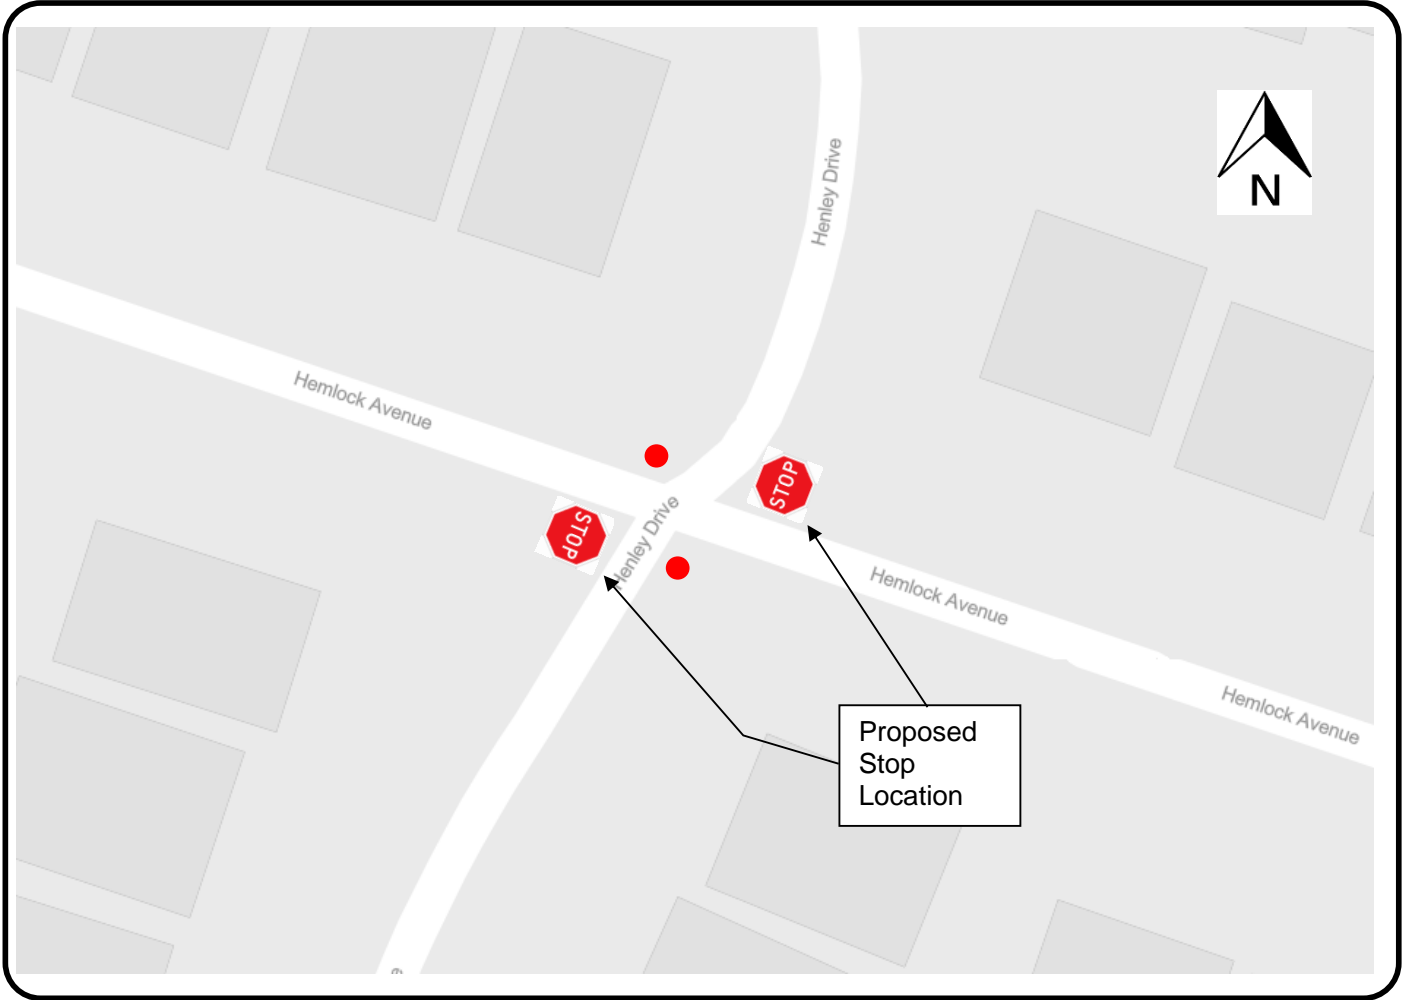 Henley Drive
N
Hemlock Avenue
STOP
STOP
Henley Drive
Hemlock Avenue
Hemlock Avenue
Proposed
Stop
Location
e